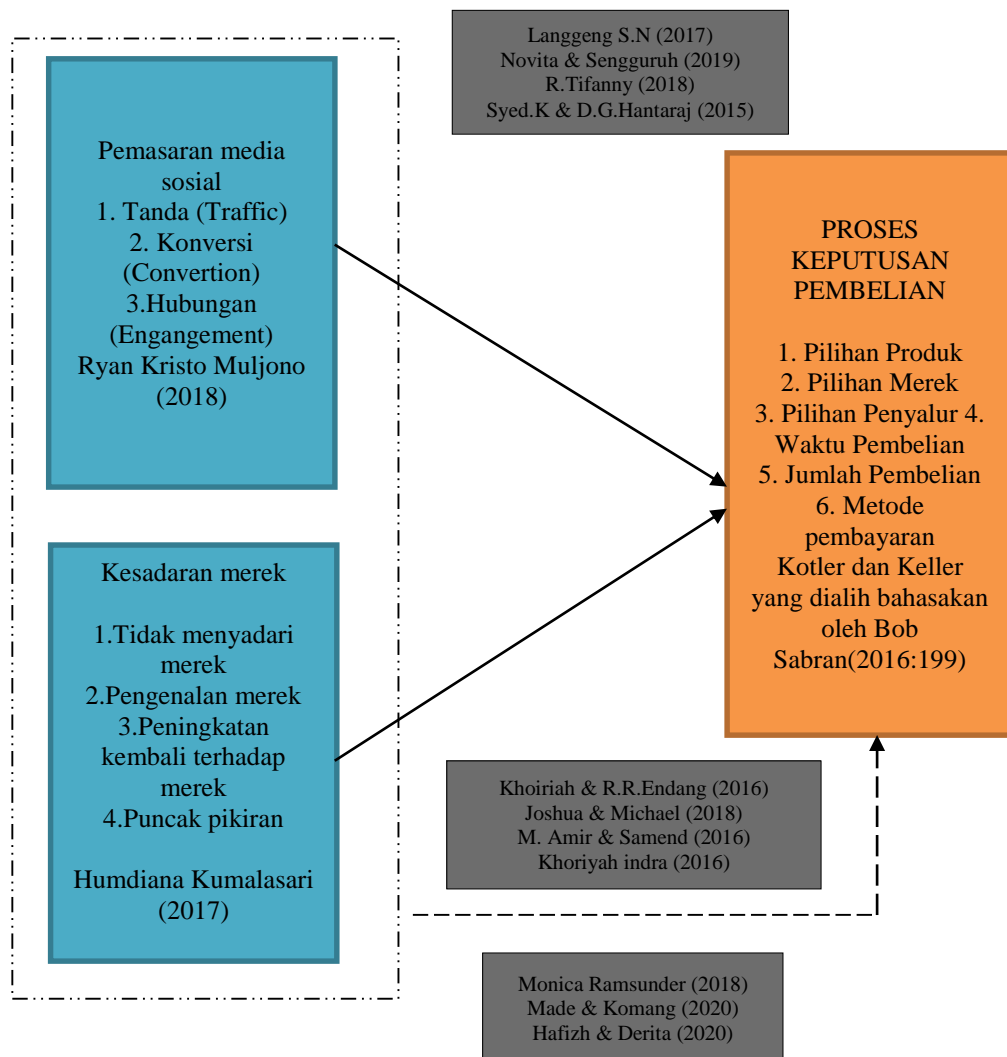 Langgeng S.N (2017)
Novita & Sengguruh (2019)
R.Tifanny (2018)
Syed.K & D.G.Hantaraj (2015)
Pemasaran media
sosial
1. Tanda (Traffic)
2. Konversi
(Convertion)
3.Hubungan
(Engangement)
Ryan Kristo Muljono
(2018)
PROSES
KEPUTUSAN
PEMBELIAN
1. Pilihan Produk
2. Pilihan Merek
3. Pilihan Penyalur 4.
Waktu Pembelian
5. Jumlah Pembelian
6. Metode
pembayaran
Kotler dan Keller
yang dialih bahasakan
oleh Bob
Sabran(2016:199)
Kesadaran merek
1.Tidak menyadari
merek
2.Pengenalan merek
3.Peningkatan
kembali terhadap
merek
4.Puncak pikiran
Humdiana Kumalasari
(2017)
Khoiriah & R.R.Endang (2016)
Joshua & Michael (2018)
M. Amir & Samend (2016)
Khoriyah indra (2016)
Monica Ramsunder (2018)
Made & Komang (2020)
Hafizh & Derita (2020)